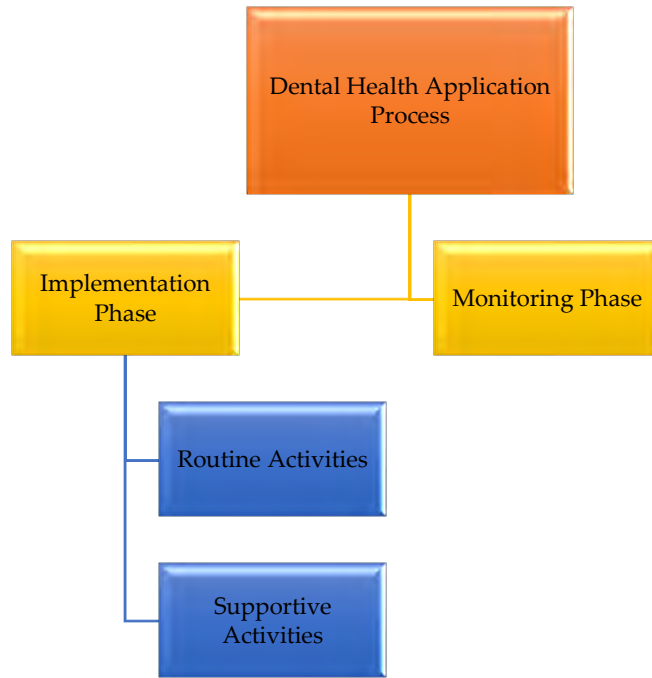 Dental Health Application
Process
Implementation
Phase
Monitoring Phase
Routine Activities
Supportive
Activities